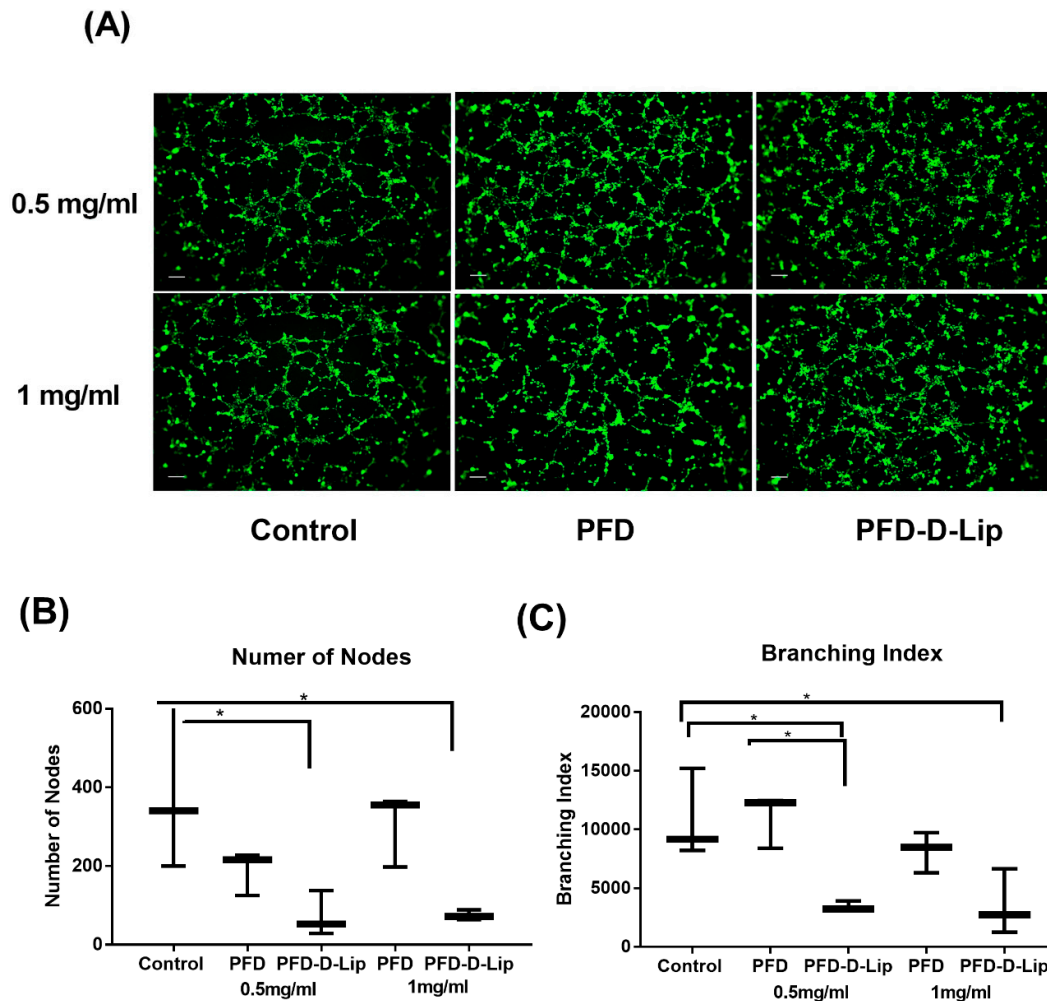 (A)
0.5 mg/ml
1 mg/ml
Control PFD PFD-D-Lip
(B)
Numer of Nodes
Number of Nodes
600
400
200
0
* *
Control PFD PFD-D-Lip PFD PFD-D-Lip
0.5mg/ml 1mg/ml
(C)
Branching Index
Branching Index
20000
15000
10000
5000
0
* * *
Control PFD PFD-D-Lip PFD PFD-D-Lip
0.5mg/ml 1mg/ml